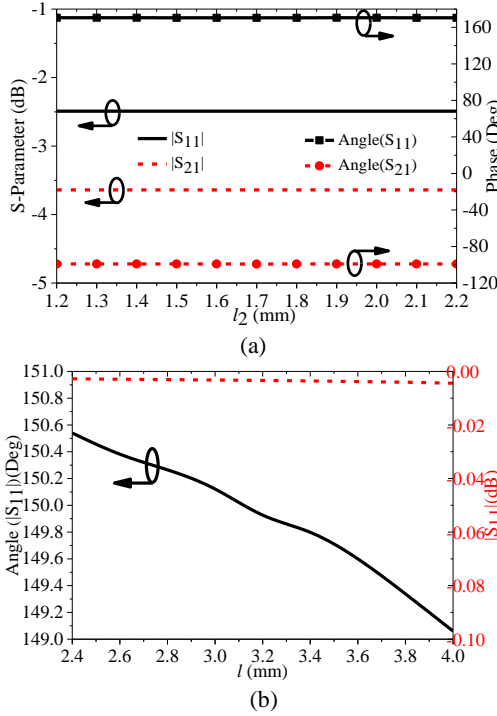 -1
-2
-3
-4
-5
S-Parameter (dB)
160
120
80
40
0
-40
-80
-120
Phase (Deg)
|S11|
|S21|
Angle(S11)
Angle(S21)
1.2 1.3 1.4 1.5 1.6 1.7 1.8 1.9 2.0 2.1 2.2
l2 (mm)
(a)
151.0
150.8
150.6
150.4
150.2
150.0
149.8
149.6
149.4
149.2
149.0
Angle (|S11|)(Deg)
0.00
0.02
0.04
0.06
0.08
0.10
|S11|(dB)
2.4 2.6 2.8 3.0 3.2 3.4 3.6 3.8 4.0
l (mm)
(b)